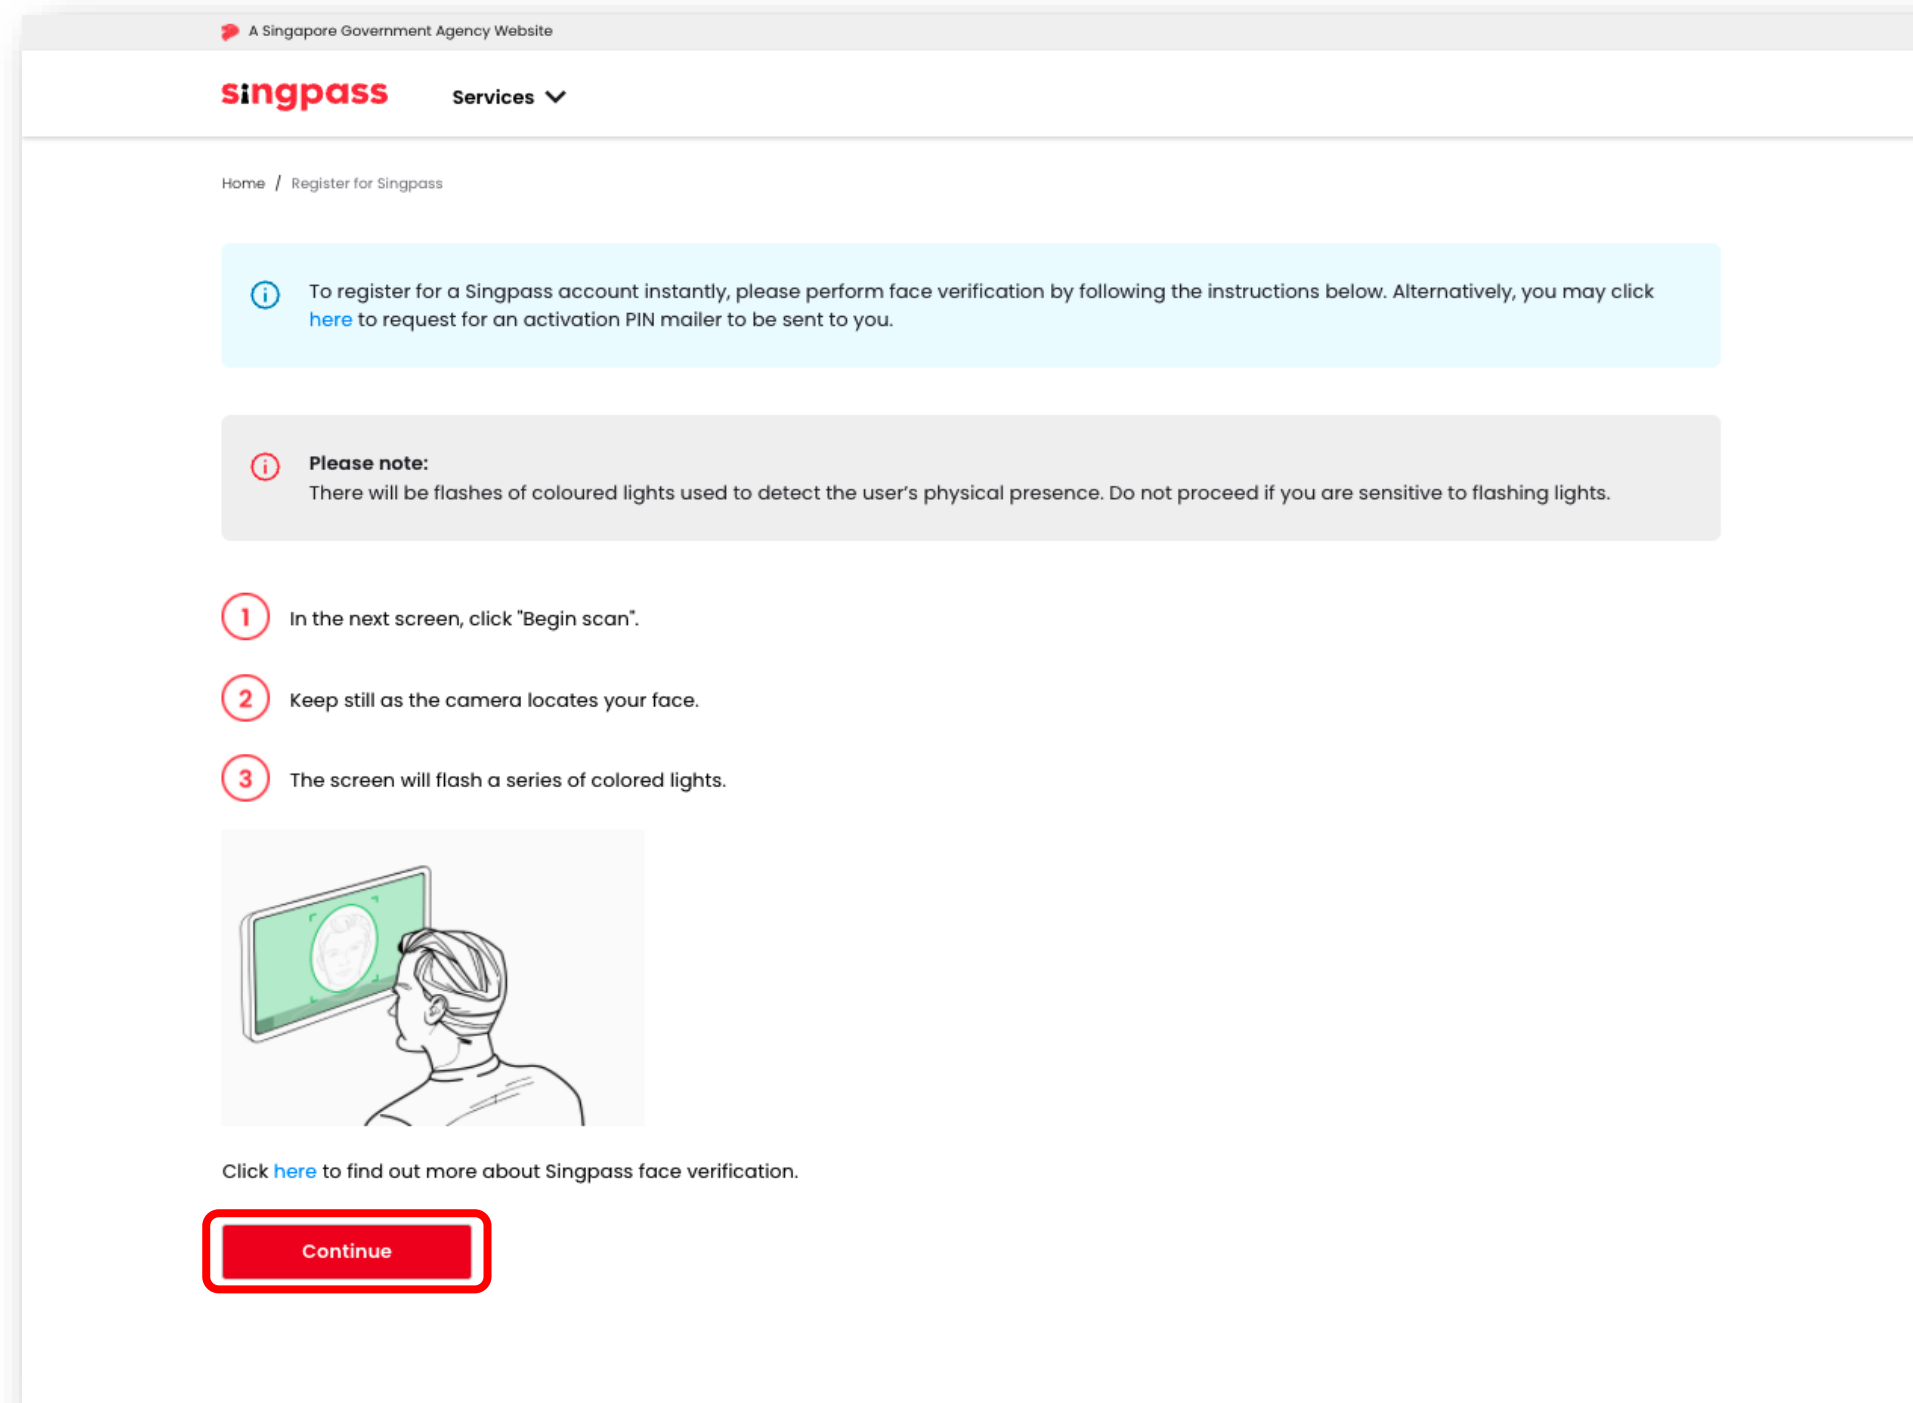 A Singapore Government Agency Website
singpass
Services
Home / Register for Singpass
To register for a Singpass account instantly, please perform face verification by following the instructions below. Alternatively, you may click
here to request for an activation PIN mailer to be sent to you.
Please note:
There will be flashes of coloured lights used to detect the user's physical presence. Do not proceed if you are sensitive to flashing lights.
1 In the next screen, click "Begin scan".
2 Keep still as the camera locates your face.
3 The screen will flash a series of colored lights.
Click here to find out more about Singpass face verification.
Continue